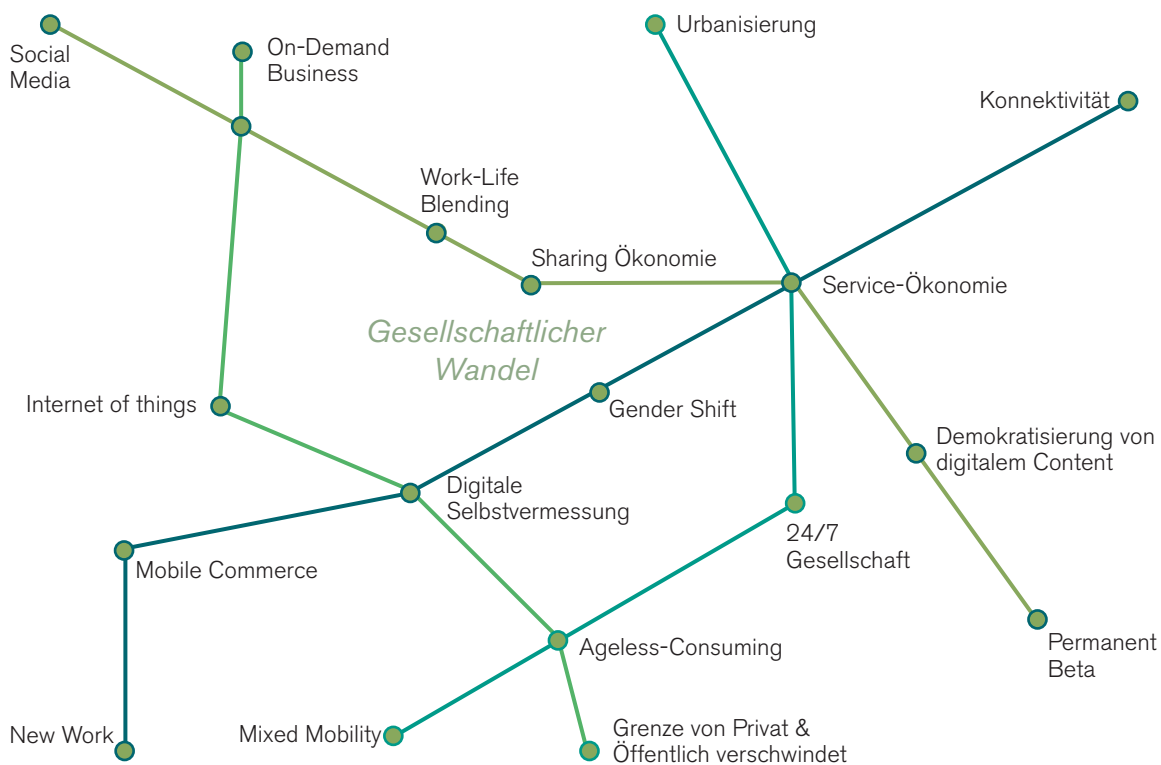 Social
Media
On-Demand
Business
Urbanisierung
Konnektivität
Work-Life
Blending
Sharing Ökonomie
Service-Ökonomie
Gesellschaftlicher
Wandel
Internet of things
Gender Shift
Demokratisierung von
digitalem Content
Digitale
Selbstvermessung
24/7
Gesellschaft
Mobile Commerce
Ageless-Consuming
Permanent
Beta
New Work
Mixed Mobility
Grenze von Privat &
Öffentlich verschwindet